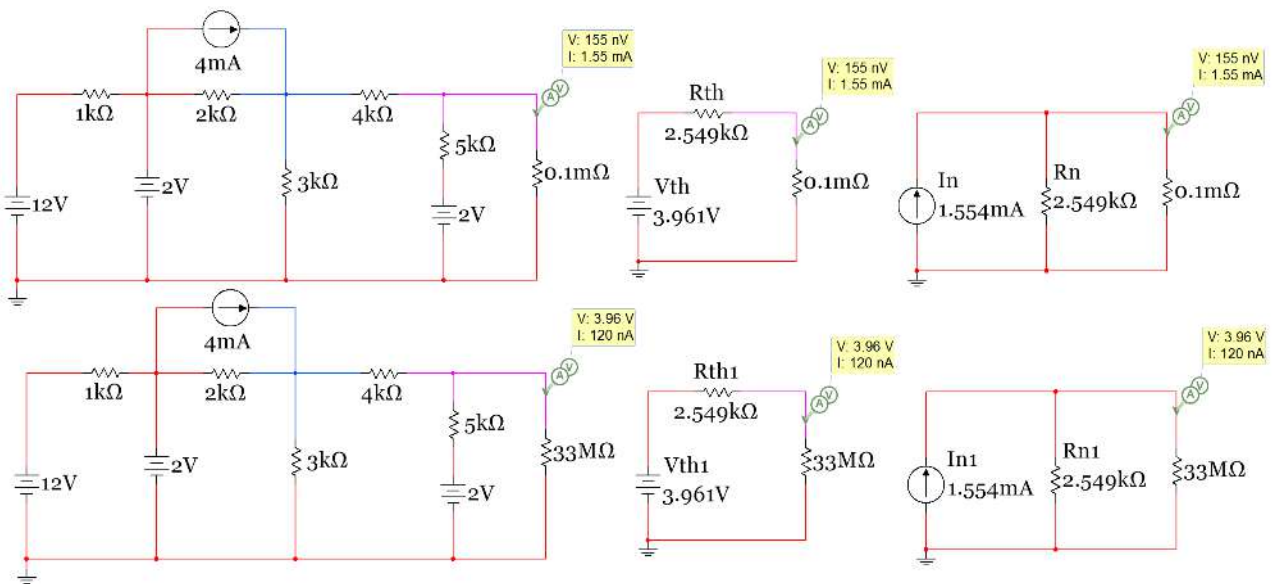 V: 155 nV
I: 1.55 mA
4mA
1kΩ
2kΩ
4kΩ
5kΩ
0.1mΩ
12V
2V
3kΩ
2V
V: 155 nV
I: 1.55 mA
Rth
2.549kΩ
Vth
3.961V
0.1mΩ
V: 155 nV
I: 1.55 mA
In
1.554mA
Rn
2.549kΩ
0.1mΩ
V: 3.96 V
I: 120 nA
4mA
1kΩ
2kΩ
4kΩ
5kΩ
33MΩ
12V
2V
3kΩ
2V
V: 3.96 V
I: 120 nA
Rth1
2.549kΩ
Vth1
3.961V
33MΩ
V: 3.96 V
I: 120 nA
In1
1.554mA
Rn1
2.549kΩ
33MΩ